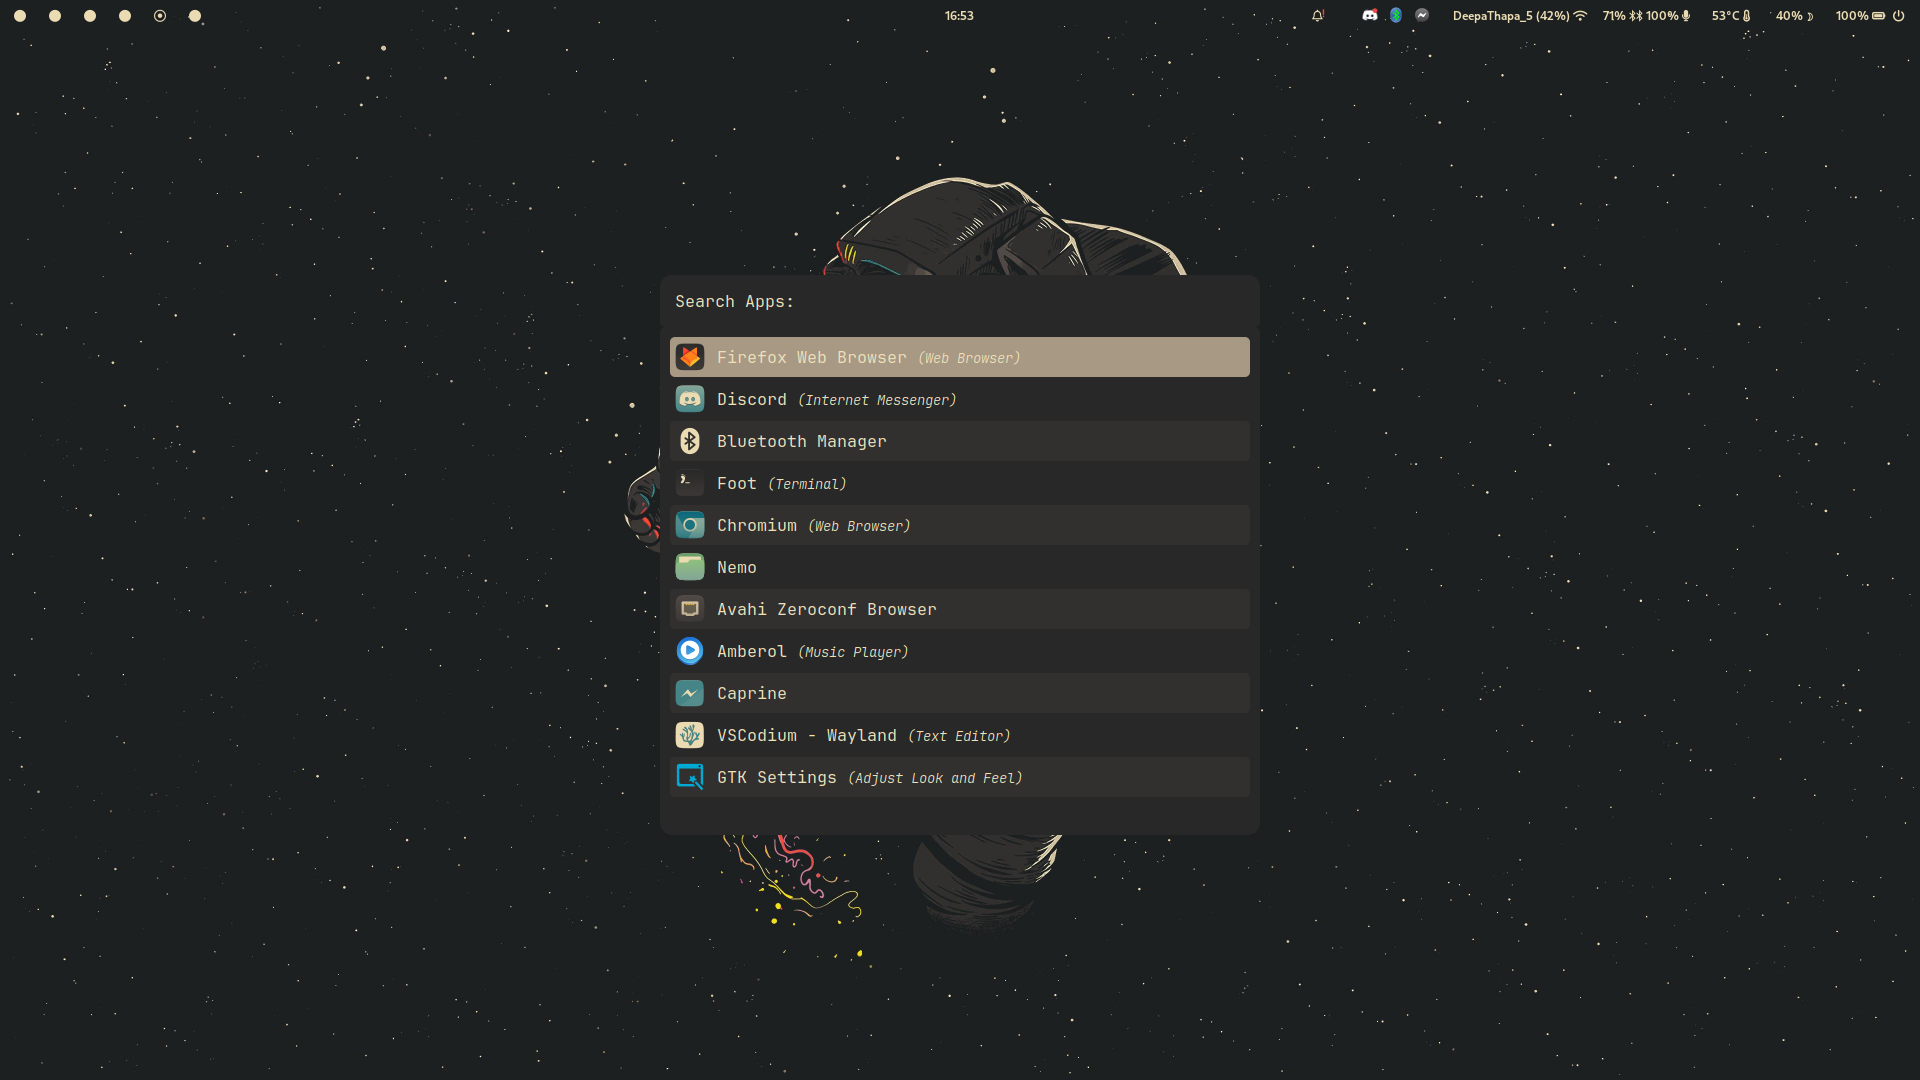 16:53
DeepaThapa_5 (42%) 71% 100% 53°C 40% 100%
Search Apps:
Firefox Web Browser (Web Browser)
Discord (Internet Messenger)
Bluetooth Manager
Foot (Terminal)
Chromium (Web Browser)
Nemo
Avahi Zeroconf Browser
Amberol (Music Player)
Caprine
VSCodium - Wayland (Text Editor)
GTK Settings (Adjust Look and Feel)